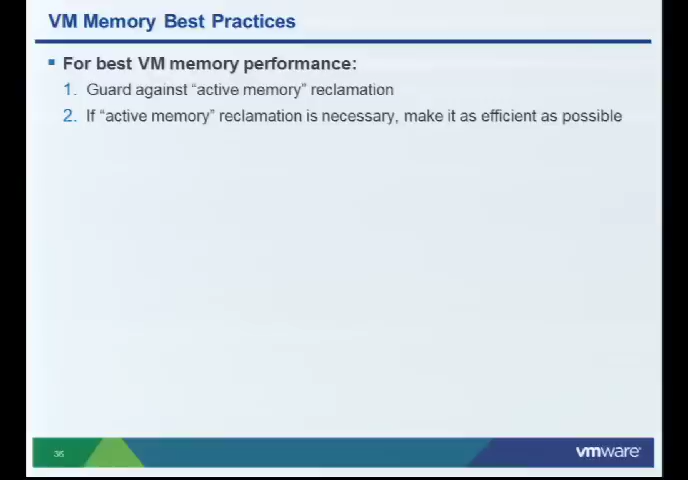 VM Memory Best Practices
▪ For best VM memory performance:
1. Guard against “active memory” reclamation
2. If “active memory” reclamation is necessary, make it as efficient as possible
36
vmware